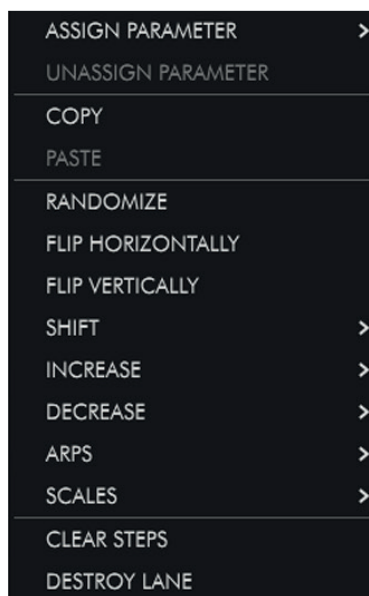 ASSIGN PARAMETER >
UNASSIGN PARAMETER
COPY
PASTE
RANDOMIZE
FLIP HORIZONTALLY
FLIP VERTICALLY
SHIFT >
INCREASE >
DECREASE >
ARPS >
SCALES >
CLEAR STEPS
DESTROY LANE